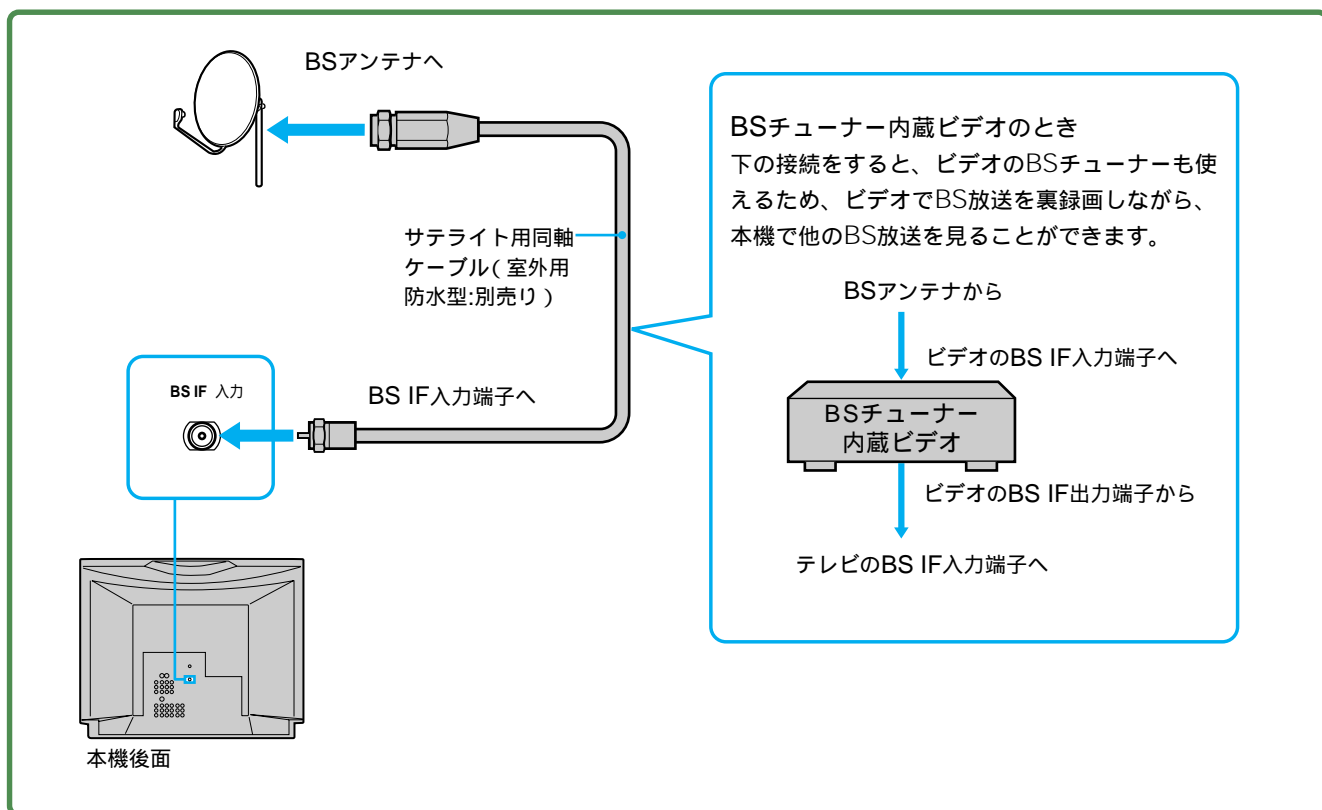 BSアンテナへ
サテライト用同軸
ケーブル(室外用
防水型:別売り)
BS IF 入力
BS IF入力端子へ
本機後面
BSチューナー内蔵ビデオのとき
下の接続をすると、ビデオのBSチューナーも使
えるため、ビデオでBS放送を裏録画しながら、
本機で他のBS放送を見ることができます。
BSアンテナから
ビデオのBS IF入力端子へ
BSチューナー
内蔵ビデオ
ビデオのBS IF出力端子から
テレビのBS IF入力端子へ